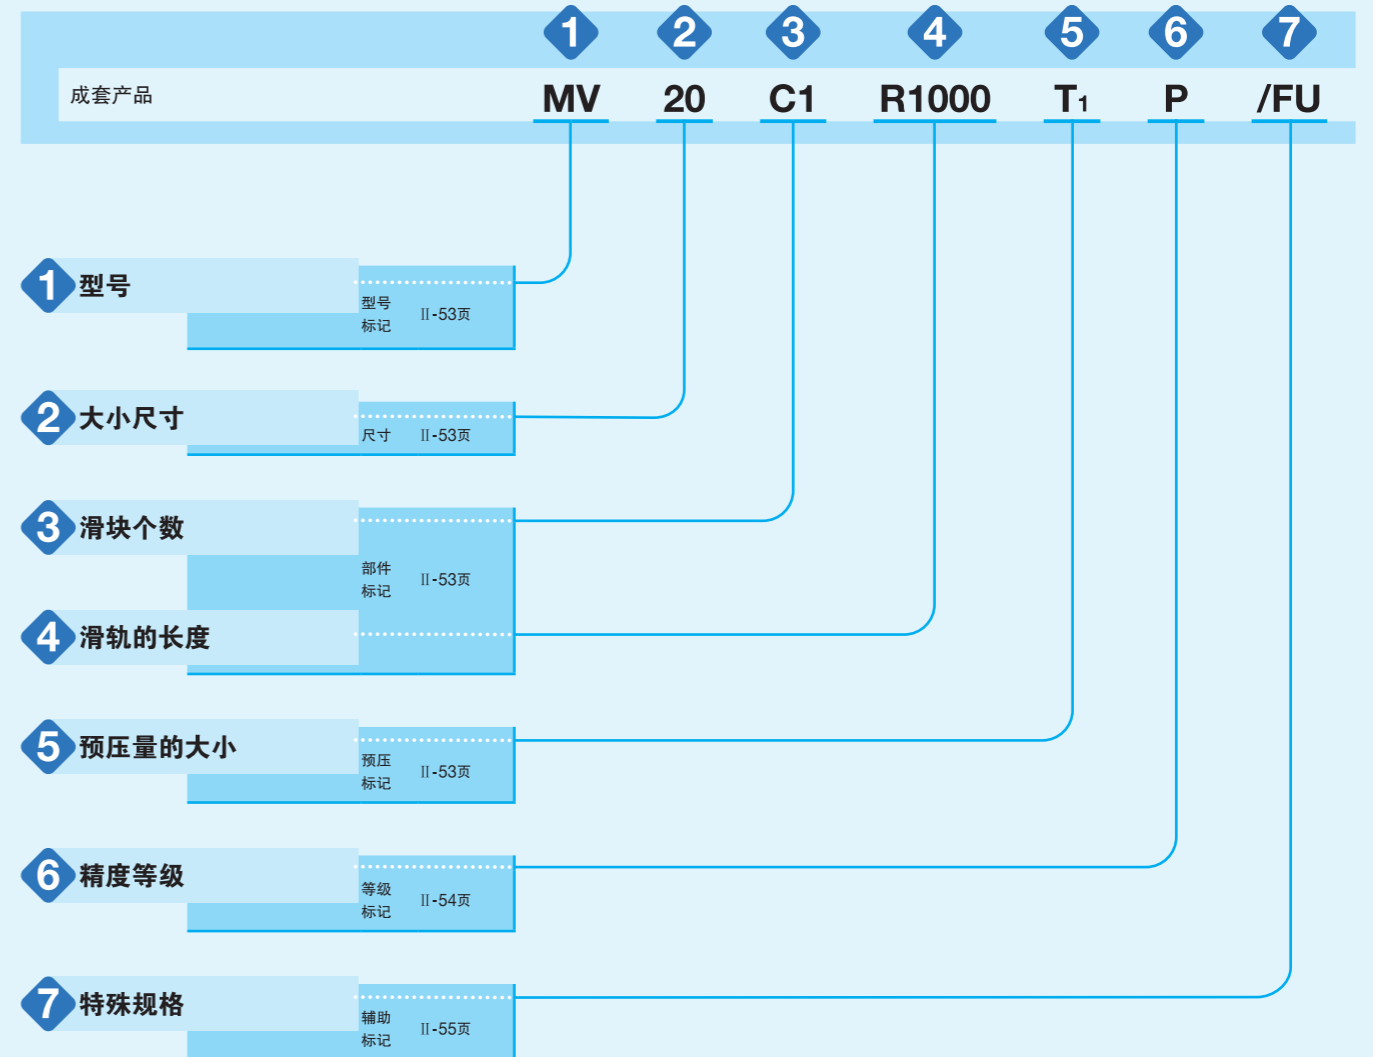 1 2 3 4 5 6 7
成套产品 MV 20 C1 R1000 T1 P /FU
1 型号
型号
标记 Ⅱ-53页
2 大小尺寸
尺寸 Ⅱ-53页
3 滑块个数
部件
标记 Ⅱ-53页
4 滑轨的长度
5 预压量的大小
预压
标记 Ⅱ-53页
6 精度等级
等级
标记 Ⅱ-54页
7 特殊规格
辅助
标记 Ⅱ-55页